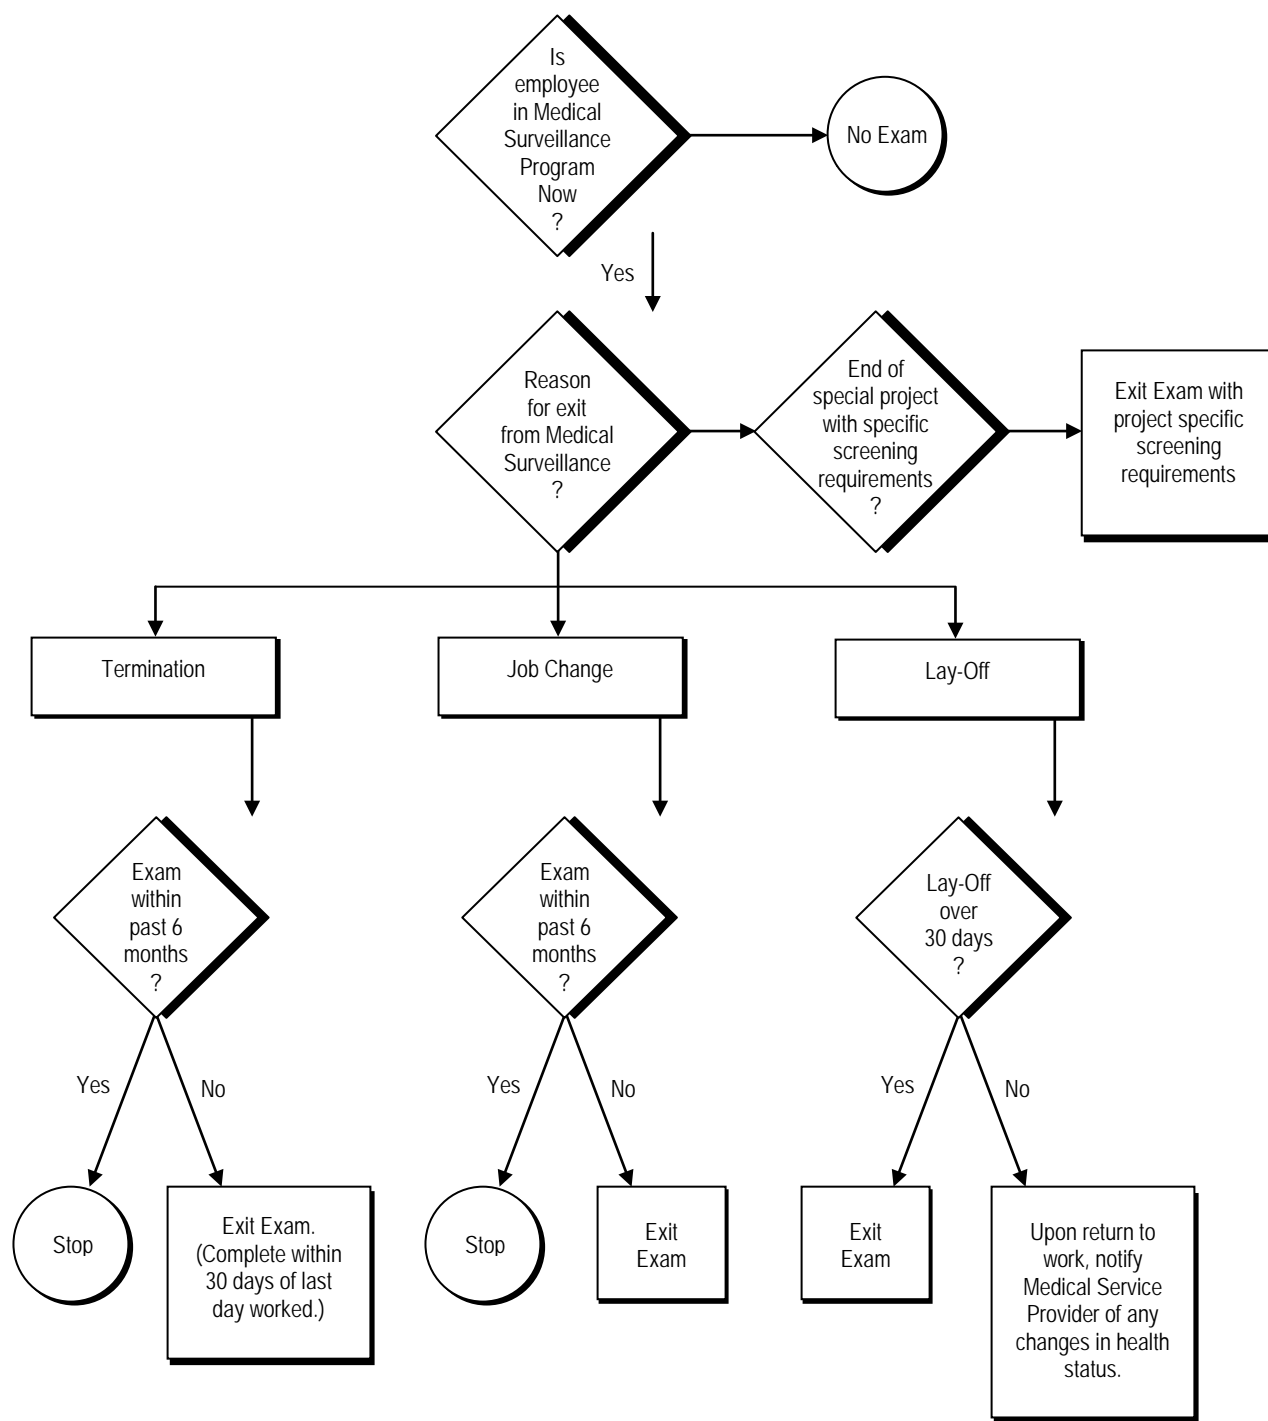 Is
employee
in Medical
Surveillance
Program
Now
?
No Exam
Yes
Reason
for exit
from Medical
Surveillance
?
End of
special project
with specific
screening
requirements
?
Exit Exam with
project specific
screening
requirements
Termination
Job Change
Lay-Off
Exam
within
past 6
months
?
Exam
within
past 6
months
?
Lay-Off
over
30 days
?
Yes
No
Yes
No
Yes
No
Stop
Exit Exam.
(Complete within
30 days of last
day worked.)
Stop
Exit
Exam
Exit
Exam
Upon return to
work, notify
Medical Service
Provider of any
changes in health
status.